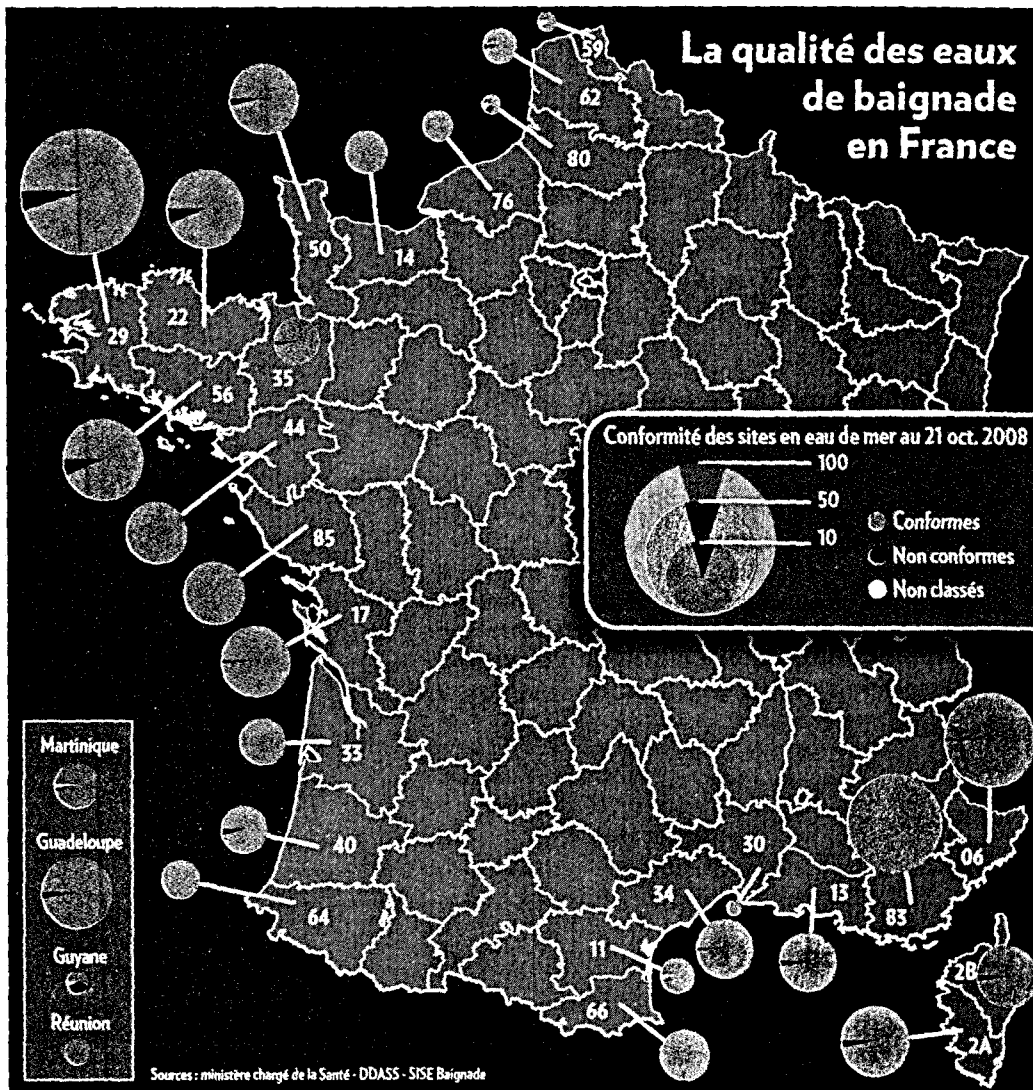 La qualité des eaux
de baignade
en France
59
62
80
76
50
14
22
29
35
56
44
85
17
33
40
64
30
34
13
06
83
11
66
2B
2A
Conformité des sites en eau de mer au 21 oct. 2008
100
50
10
Conformes
Non conformes
Non classés
Martinique
Guadeloupe
Guyane
Réunion
Sources : ministère chargé de la Santé - DDASS - SISE Baignade